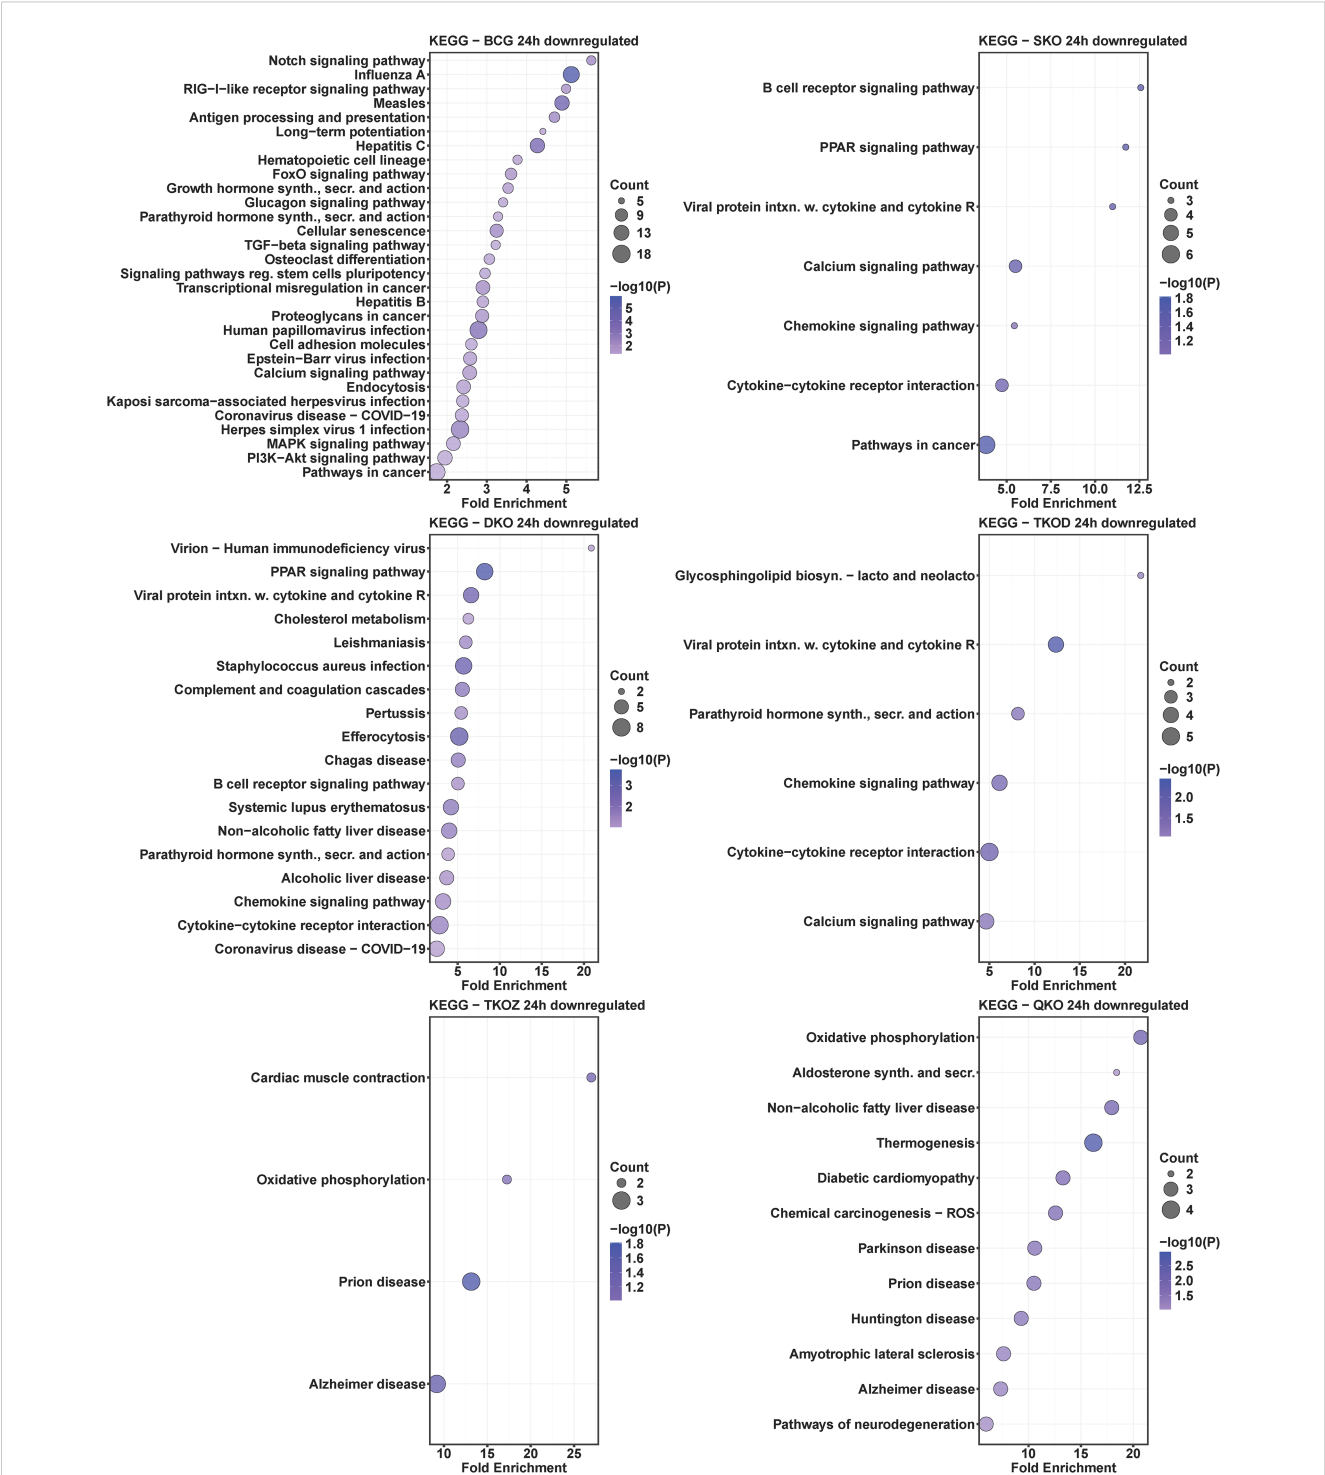 KEGG − BCG 24h downregulated
Notch signaling pathway
Influenza A
RIG−I−like receptor signaling pathway
Measles
Antigen processing and presentation
Long−term potentiation
Hepatitis C
Hematopoietic cell lineage
FoxO signaling pathway
Growth hormone synth., secr. and action
Glucagon signaling pathway
Parathyroid hormone synth., secr. and action
Cellular senescence
TGF−beta signaling pathway
Osteoclast differentiation
Signaling pathways reg. stem cells pluripotency
Transcriptional misregulation in cancer
Hepatitis B
Proteoglycans in cancer
Human papillomavirus infection
Cell adhesion molecules
Epstein−Barr virus infection
Calcium signaling pathway
Endocytosis
Kaposi sarcoma−associated herpesvirus infection
Coronavirus disease − COVID−19
Herpes simplex virus 1 infection
MAPK signaling pathway
PI3K−Akt signaling pathway
Pathways in cancer
2 3 4 5
Fold Enrichment
Count
5
9
13
18
−log10(P)
5
4
3
2
KEGG − SKO 24h downregulated
B cell receptor signaling pathway
PPAR signaling pathway
Viral protein intxn. w. cytokine and cytokine R
Calcium signaling pathway
Chemokine signaling pathway
Cytokine−cytokine receptor interaction
Pathways in cancer
5.0 7.5 10.0 12.5
Fold Enrichment
Count
3
4
5
6
−log10(P)
1.8
1.6
1.4
1.2
KEGG − DKO 24h downregulated
Virion − Human immunodeficiency virus
PPAR signaling pathway
Viral protein intxn. w. cytokine and cytokine R
Cholesterol metabolism
Leishmaniasis
Staphylococcus aureus infection
Complement and coagulation cascades
Pertussis
Efferocytosis
Chagas disease
B cell receptor signaling pathway
Systemic lupus erythematosus
Non−alcoholic fatty liver disease
Parathyroid hormone synth., secr. and action
Alcoholic liver disease
Chemokine signaling pathway
Cytokine−cytokine receptor interaction
Coronavirus disease − COVID−19
5 10 15 20
Fold Enrichment
Count
2
5
8
−log10(P)
3
2
KEGG − TKOD 24h downregulated
Glycosphingolipid biosyn. − lacto and neolacto
Viral protein intxn. w. cytokine and cytokine R
Parathyroid hormone synth., secr. and action
Chemokine signaling pathway
Cytokine−cytokine receptor interaction
Calcium signaling pathway
5 10 15 20
Fold Enrichment
Count
2
3
4
5
−log10(P)
2.0
1.5
KEGG − TKOZ 24h downregulated
Cardiac muscle contraction
Oxidative phosphorylation
Prion disease
Alzheimer disease
10 15 20 25
Fold Enrichment
Count
2
3
−log10(P)
1.8
1.6
1.4
1.2
KEGG − QKO 24h downregulated
Oxidative phosphorylation
Aldosterone synth. and secr.
Non−alcoholic fatty liver disease
Thermogenesis
Diabetic cardiomyopathy
Chemical carcinogenesis − ROS
Parkinson disease
Prion disease
Huntington disease
Amyotrophic lateral sclerosis
Alzheimer disease
Pathways of neurodegeneration
10 15 20
Fold Enrichment
Count
2
3
4
−log10(P)
2.5
2.0
1.5